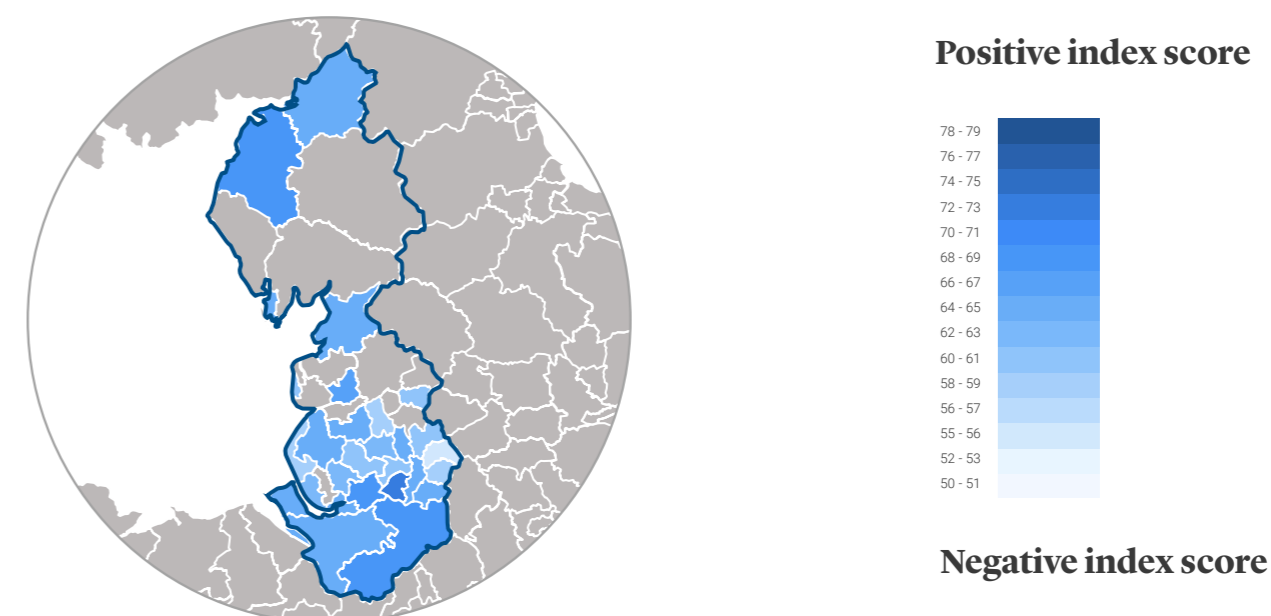 Positive index score
78 - 79
76 - 77
74 - 75
72 - 73
70 - 71
68 - 69
66 - 67
64 - 65
62 - 63
60 - 61
58 - 59
56 - 57
55 - 56
52 - 53
50 - 51
Negative index score